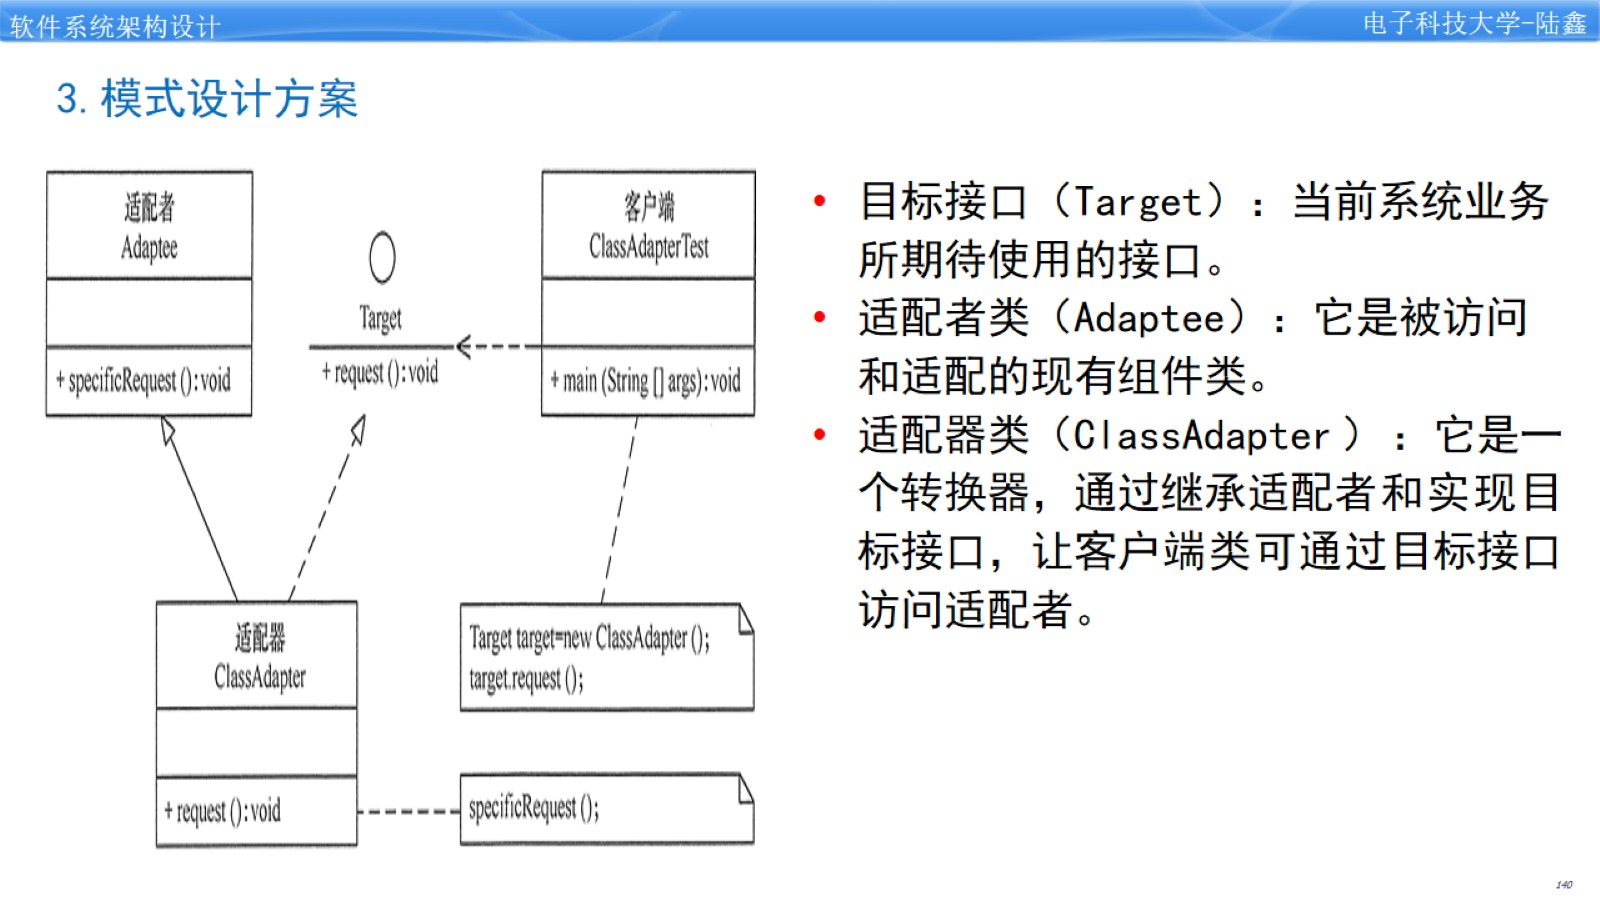 软件系统架构设计
电子科技大学-陆鑫
3. 模式设计方案
适配者
Adaptee
+ specificRequest ( ) : void
Target
+ request ( ) : void
客户端
ClassAdapterTest
+ main (String [] args) : void
适配器
ClassAdapter
+ request ( ) : void
Target target=new ClassAdapter ( );
target.request ( );
specificRequest ( );
• 目标接口（Target）：当前系统业务
所期待使用的接口。
• 适配者类（Adaptee）：它是被访问
和适配的现有组件类。
• 适配器类（ClassAdapter ）：它是一
个转换器，通过继承适配者和实现目
标接口，让客户端类可通过目标接口
访问适配者。
140